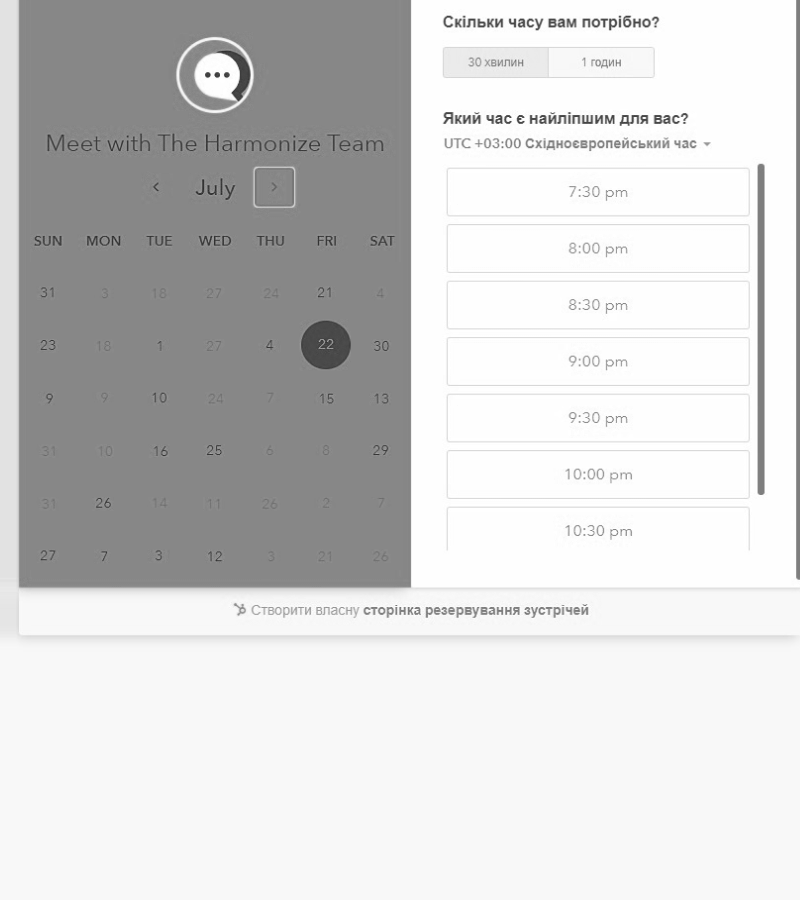 Meet with The Harmonize Team
July
SUN MON TUE WED THU FRI SAT
31 3 18 27 24 21 4
23 18 1 27 4 22 30
9 9 10 24 7 15 13
31 10 16 25 6 8 29
31 26 14 11 26 2 7
27 7 3 12 3 21 26
Скільки часу вам потрібно?
30 хвилин 1 годин
Який час є найліпшим для вас?
UTC +03:00 Східноєвропейський час
7:30 pm
8:00 pm
8:30 pm
9:00 pm
9:30 pm
10:00 pm
10:30 pm
Створити власну сторінка резервування зустрічей